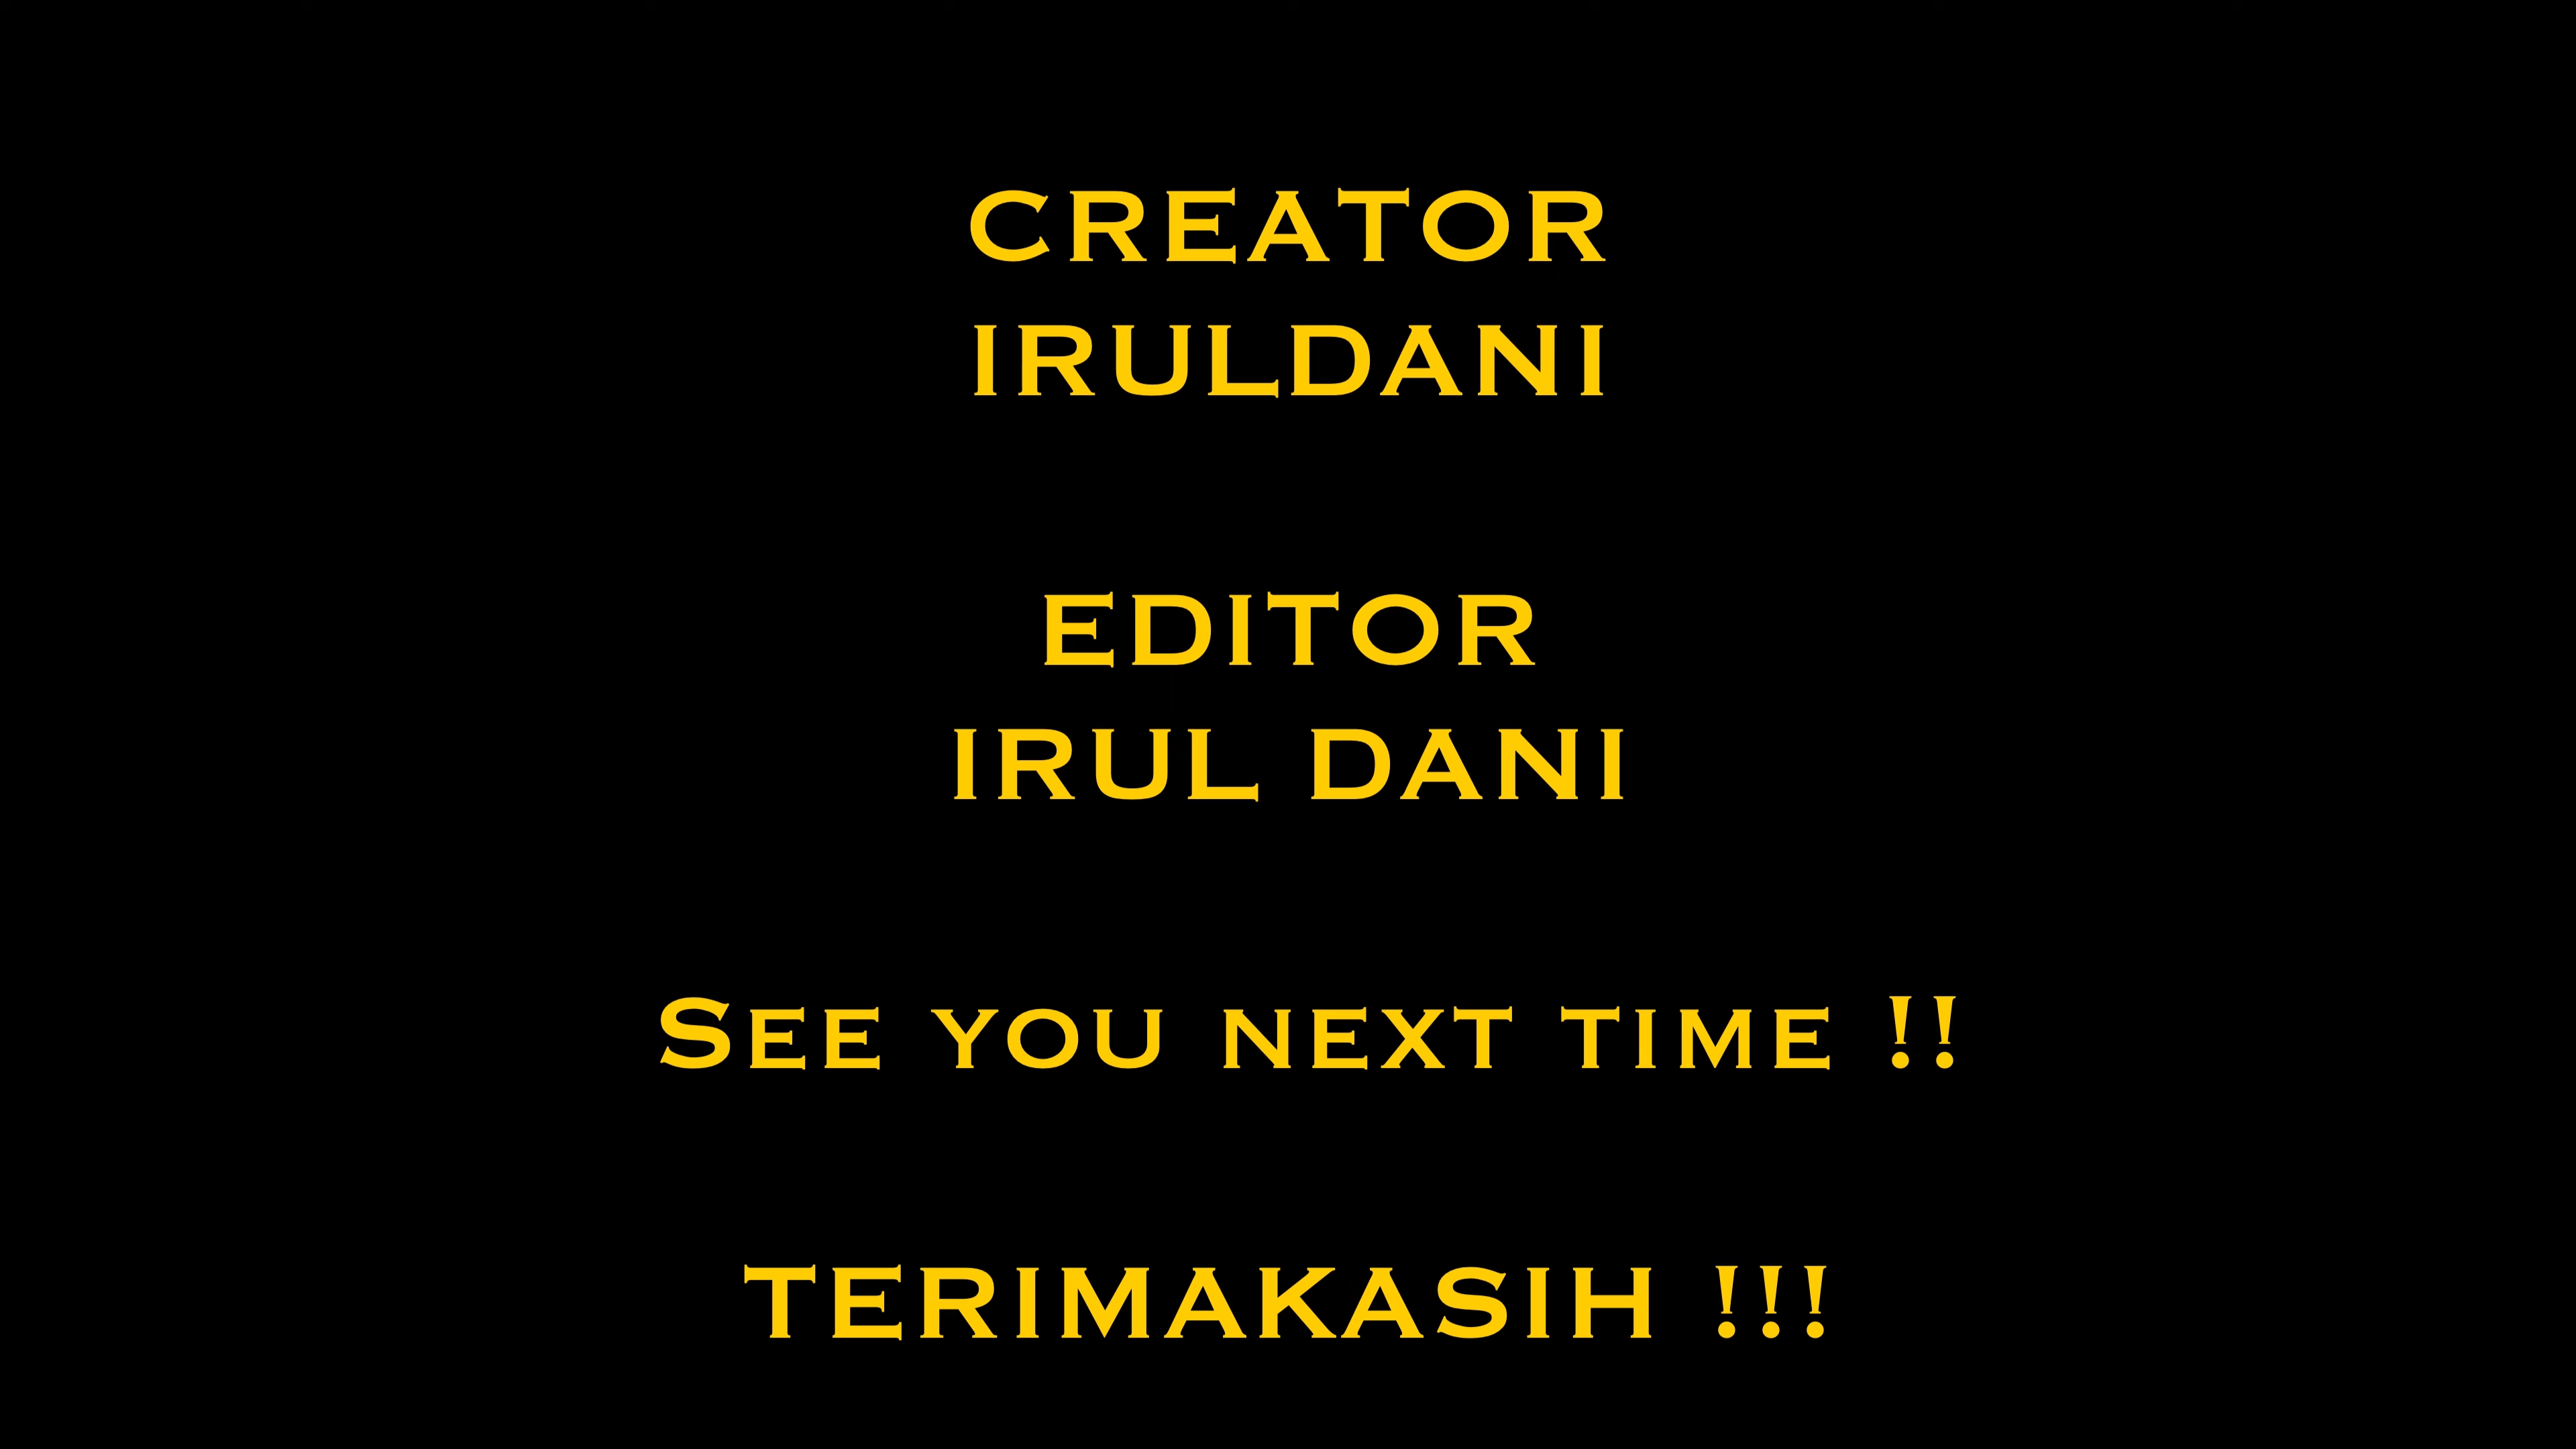 CREATOR
IRULDANI
EDITOR
IRUL DANI
See you next time !!
TERIMAKASIH !!!